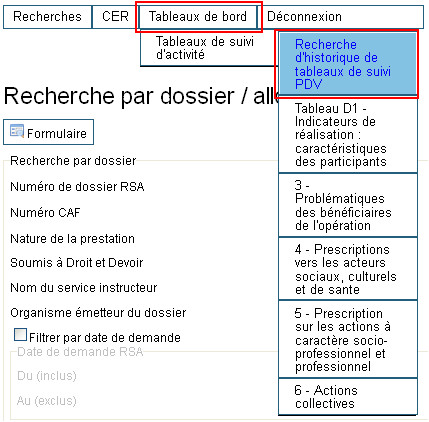 Recherches CER Tableaux de bord Déconnexion
Tableaux de suivi
d'activité
Recherche
d'historique de
tableaux de suivi
PDV
Tableau D1 -
Indicateurs de
réalisation :
caractéristiques
des participants
3 -
Problématiques
des bénéficiaires
de l'opération
4 - Prescriptions
vers les acteurs
sociaux, culturels
et de sante
5 - Prescription
sur les actions à
caractère socio-
professionnel et
professionnel
6 - Actions
collectives
Recherche par dossier / all
Formulaire
Recherche par dossier
Numéro de dossier RSA
Numéro CAF
Nature de la prestation
Soumis à Droit et Devoir
Nom du service instructeur
Organisme émetteur du dossier
Filtrer par date de demande
Date de demande RSA
Du (inclus)
Au (exclus)